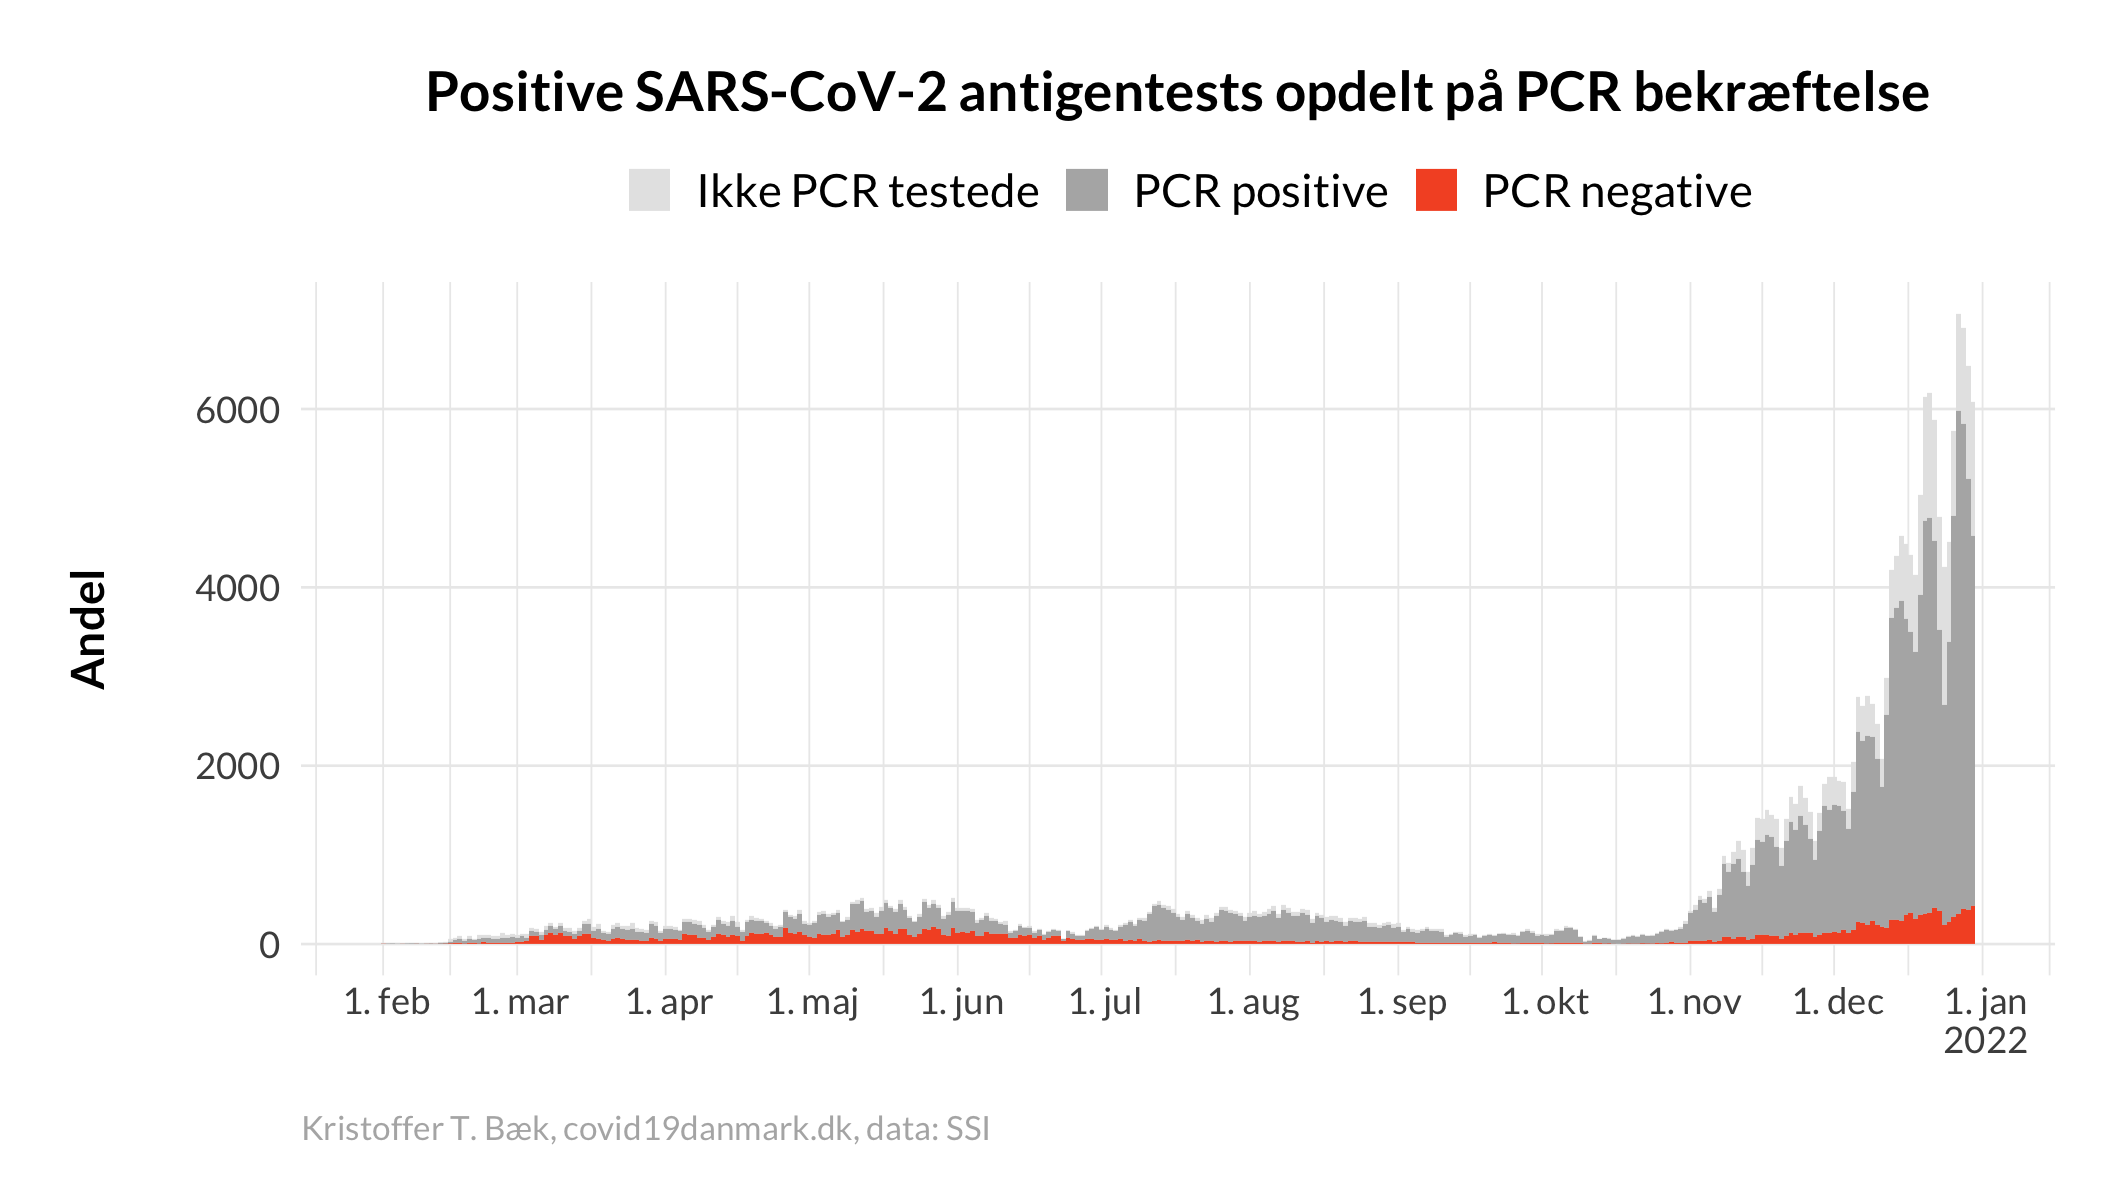 Positive SARS-CoV-2 antigentests opdelt på PCR bekræftelse
Ikke PCR testede PCR positive PCR negative
6000
4000
2000
0
Andel
1. feb 1. mar 1. apr 1. maj 1. jun 1. jul 1. aug 1. sep 1. okt 1. nov 1. dec 1. jan
2022
Kristoffer T. Bæk, covid19danmark.dk, data: SSI